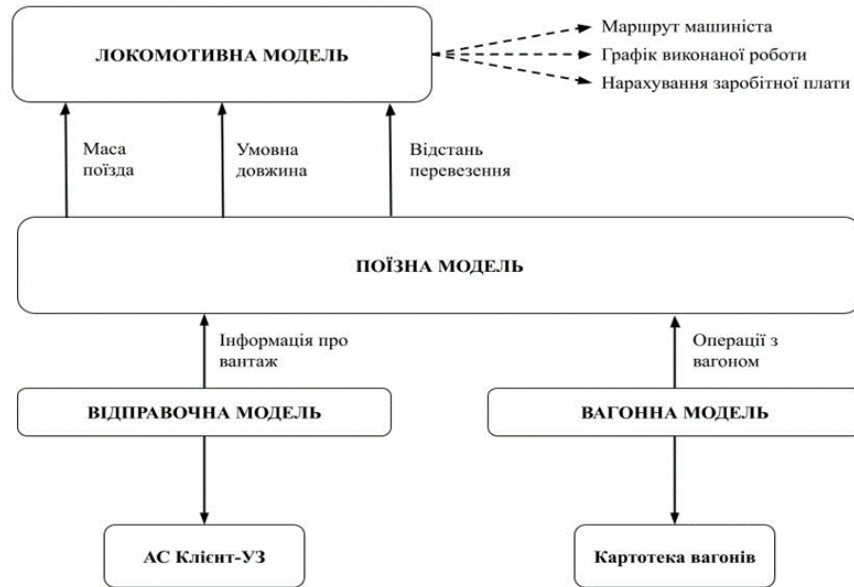 ЛОКОМОТИВНА МОДЕЛЬ
Маршрут машиніста
Графік виконаної роботи
Нарахування заробітної плати
Маса
поїзда
Умовна
довжина
Відстань
перевезення
ПОЇЗНА МОДЕЛЬ
Інформація про
вантаж
Операції з
вагоном
ВІДПРАВОЧНА МОДЕЛЬ
ВАГОННА МОДЕЛЬ
АС Клієнт-УЗ
Картотека вагонів